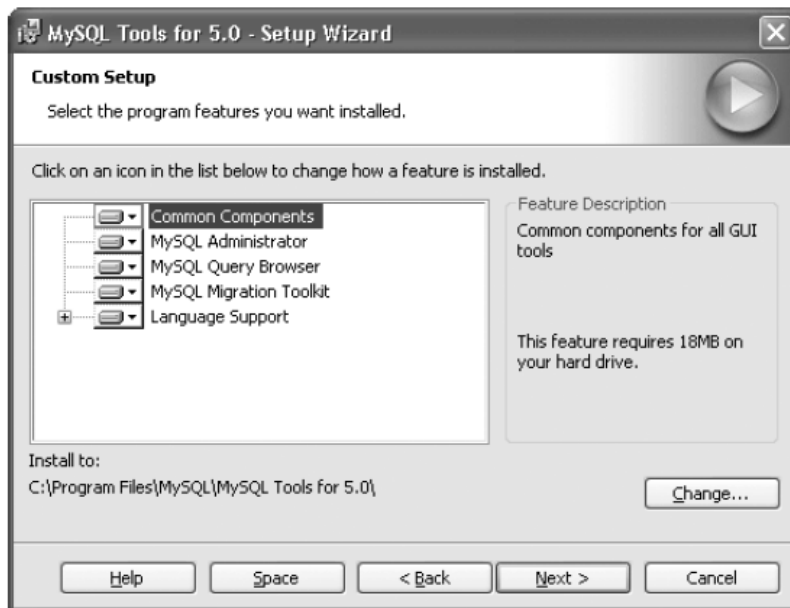 MySQL Tools for 5.0 - Setup Wizard
Custom Setup
Select the program features you want installed.
Click on an icon in the list below to change how a feature is installed.
Common Components
MySQL Administrator
MySQL Query Browser
MySQL Migration Toolkit
Language Support
Feature Description
Common components for all GUI
tools
This feature requires 18MB on
your hard drive.
Install to:
C:\Program Files\MySQL\MySQL Tools for 5.0\
Change...
Help
Space
< Back
Next >
Cancel